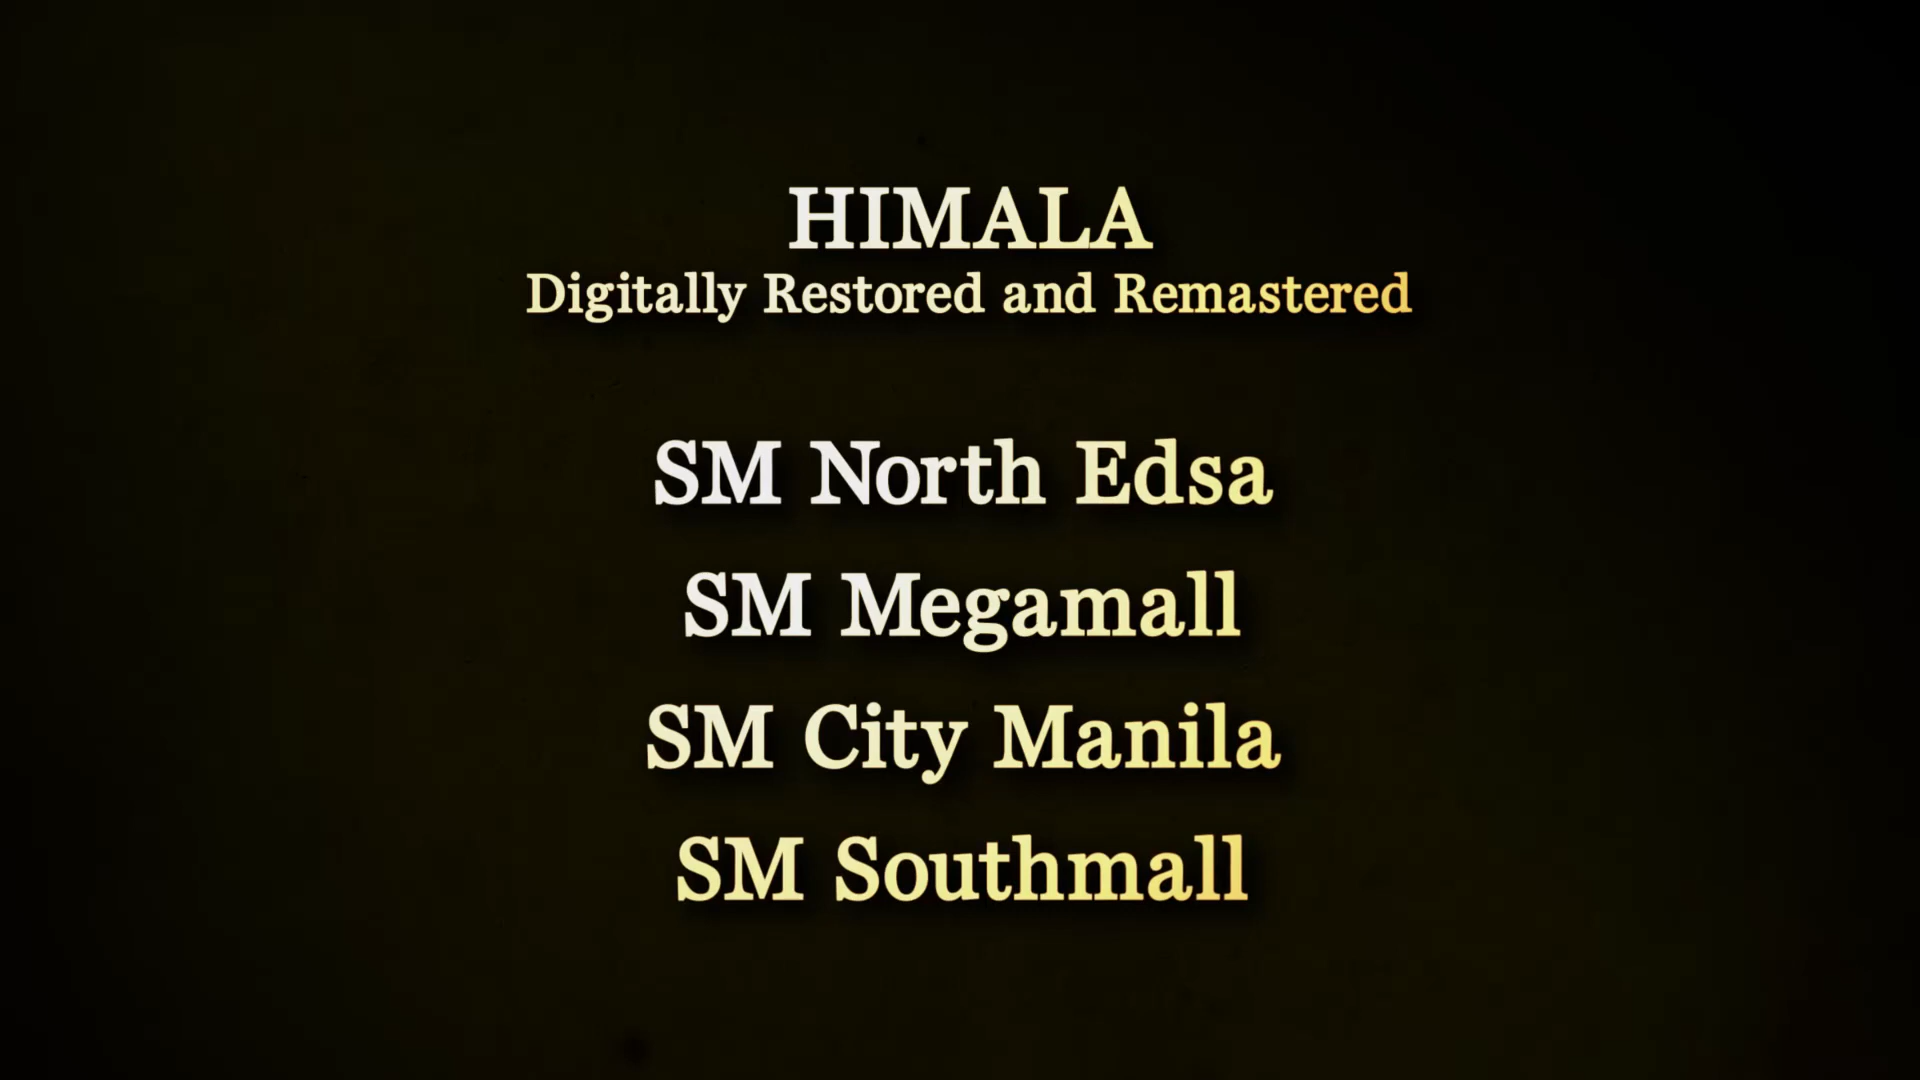 HIMALA
Digitally Restored and Remastered
SM North Edsa
SM Megamall
SM City Manila
SM Southmall